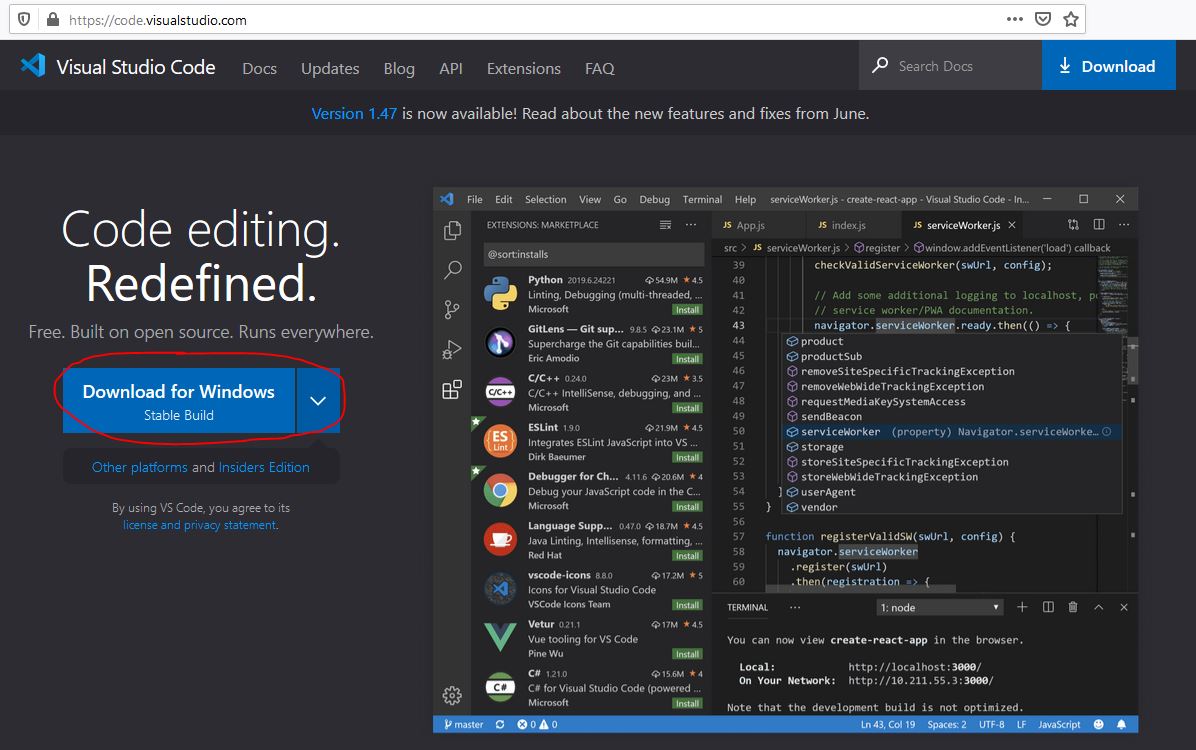 https://code.visualstudio.com
Visual Studio Code Docs Updates Blog API Extensions FAQ Search Docs Download
Version 1.47 is now available! Read about the new features and fixes from June.
Code editing.
Redefined.
Free. Built on open source. Runs everywhere.
Download for Windows
Stable Build
Other platforms and Insiders Edition
By using VS Code, you agree to its
license and privacy statement.
File Edit Selection View Go Debug Terminal Help serviceWorker.js - create-react-app - Visual Studio Code - In...
EXTENSIONS: MARKETPLACE
@sort:installs
Python 2019.6.24221 54.9M ★ 4.5
Linting, Debugging (multi-threaded, ...
Microsoft Install
GitLens — Git sup... 9.8.5 23.1M ★ 5
Supercharge the Git capabilities buil...
Eric Amodio Install
C/C++ 0.24.0 23M ★ 3.5
C/C++ IntelliSense, debugging, and ...
Microsoft Install
ESLint 1.9.0 21.9M ★ 4.5
Integrates ESLint JavaScript into VS ...
Dirk Baeumer Install
Debugger for Ch... 4.11.6 20.6M ★ 4
Debug your JavaScript code in the C...
Microsoft Install
Language Supp... 0.47.0 18.7M ★ 4.5
Java Linting, Intellisense, formatting, ...
Red Hat Install
vscode-icons 8.8.0 17.2M ★ 5
Icons for Visual Studio Code
VSCode Icons Team Install
Vetur 0.21.1 17M ★ 4.5
Vue tooling for VS Code
Pine Wu Install
C# 1.21.0 15.6M ★ 4
C# for Visual Studio Code (powered ...
Microsoft Install
JS App.js JS index.js JS serviceWorker.js
src > JS serviceWorker.js > register > window.addEventListener('load') callback
39 checkValidServiceWorker(swUrl, config);
40
41 // Add some additional logging to localhost, p
42 // service worker/PWA documentation.
43 navigator.serviceWorker.ready.then(() => {
44 product
45 productSub
46 removeSiteSpecificTrackingException
47 removeWebWideTrackingException
48 requestMediaKeySystemAccess
49 sendBeacon
50 serviceWorker (property) Navigator.serviceWorke...
51 storage
52 storeSiteSpecificTrackingException
53 storeWebWideTrackingException
54 ] userAgent
55 } vendor
56
57 function registerValidSW(swUrl, config) {
58 navigator.serviceWorker
59 .register(swUrl)
60 .then(registration => {
TERMINAL ... 1: node
You can now view create-react-app in the browser.
Local: http://localhost:3000/
On Your Network: http://10.211.55.3:3000/
Note that the development build is not optimized.
master 0 0 Ln 43, Col 19 Spaces: 2 UTF-8 LF JavaScript